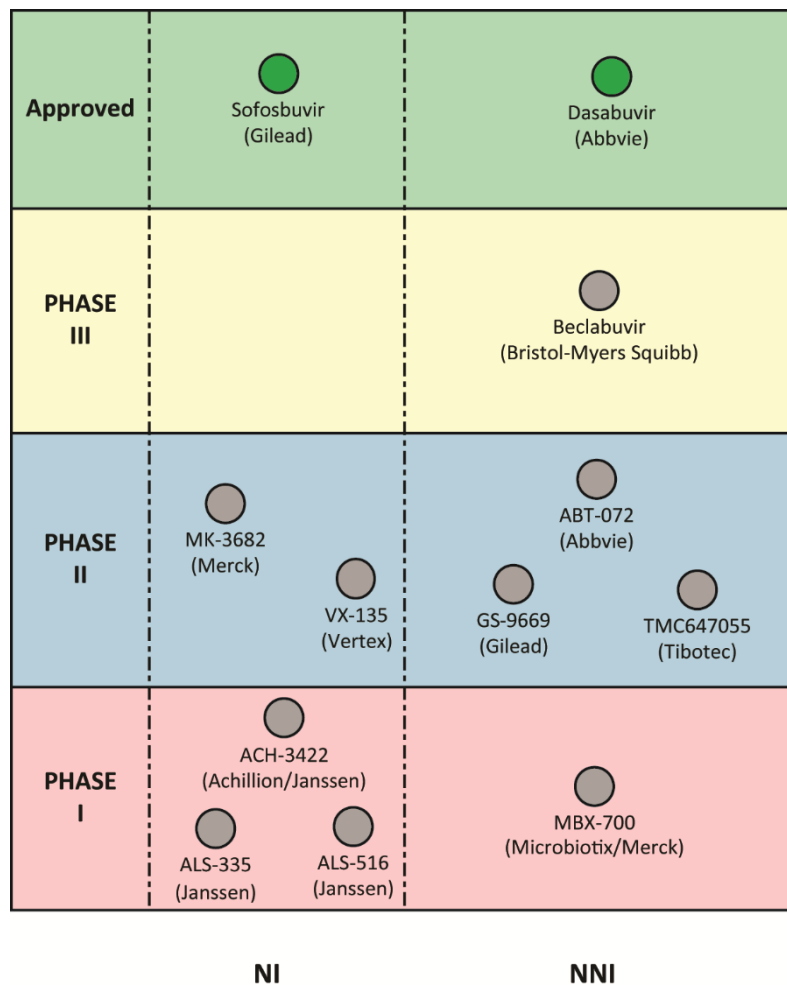 Approved
Sofosbuvir
(Gilead)
Dasabuvir
(Abbvie)
PHASE
III
Beclabuvir
(Bristol-Myers Squibb)
PHASE
II
MK-3682
(Merck)
VX-135
(Vertex)
ABT-072
(Abbvie)
GS-9669
(Gilead)
TMC647055
(Tibotec)
PHASE
I
ACH-3422
(Achillion/Janssen)
ALS-335
(Janssen)
ALS-516
(Janssen)
MBX-700
(Microbiotix/Merck)
NI
NNI